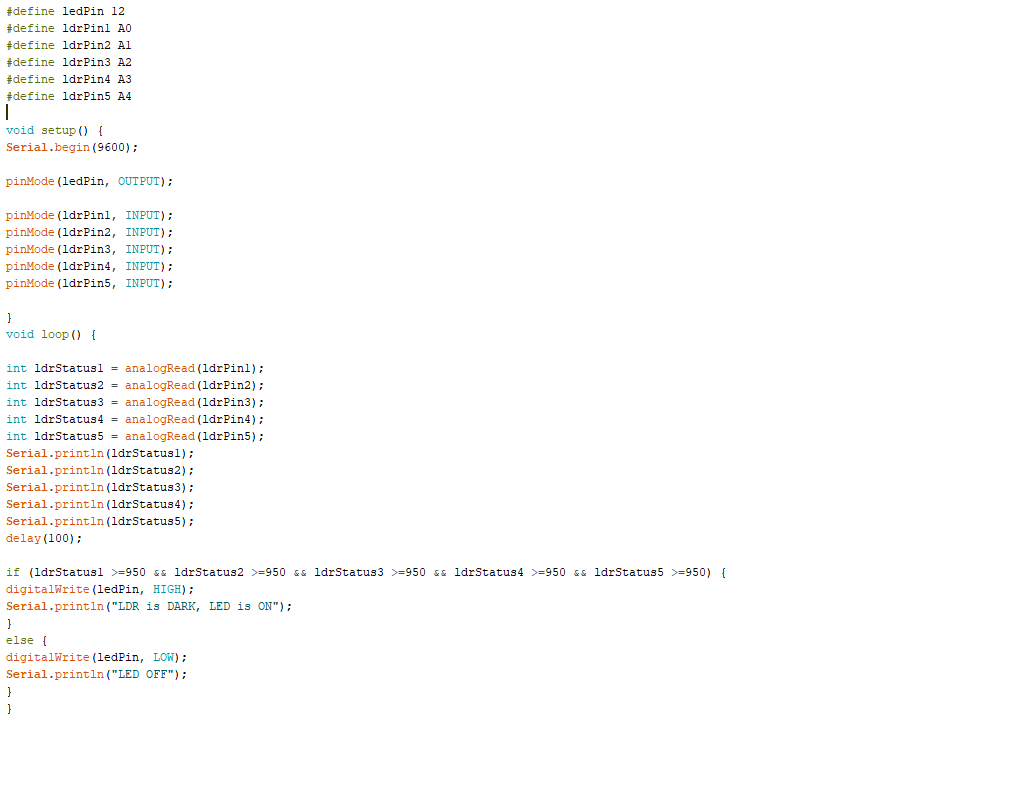 #define ledPin 12
#define ldrPin1 A0
#define ldrPin2 A1
#define ldrPin3 A2
#define ldrPin4 A3
#define ldrPin5 A4
void setup() {
Serial.begin(9600);
pinMode(ledPin, OUTPUT);
pinMode(ldrPin1, INPUT);
pinMode(ldrPin2, INPUT);
pinMode(ldrPin3, INPUT);
pinMode(ldrPin4, INPUT);
pinMode(ldrPin5, INPUT);
}
void loop() {
int ldrStatus1 = analogRead(ldrPin1);
int ldrStatus2 = analogRead(ldrPin2);
int ldrStatus3 = analogRead(ldrPin3);
int ldrStatus4 = analogRead(ldrPin4);
int ldrStatus5 = analogRead(ldrPin5);
Serial.println(ldrStatus1);
Serial.println(ldrStatus2);
Serial.println(ldrStatus3);
Serial.println(ldrStatus4);
Serial.println(ldrStatus5);
delay(100);
if (ldrStatus1 >=950 && ldrStatus2 >=950 && ldrStatus3 >=950 && ldrStatus4 >=950 && ldrStatus5 >=950) {
digitalWrite(ledPin, HIGH);
Serial.println("LDR is DARK, LED is ON");
}
else {
digitalWrite(ledPin, LOW);
Serial.println("LED OFF");
}
}